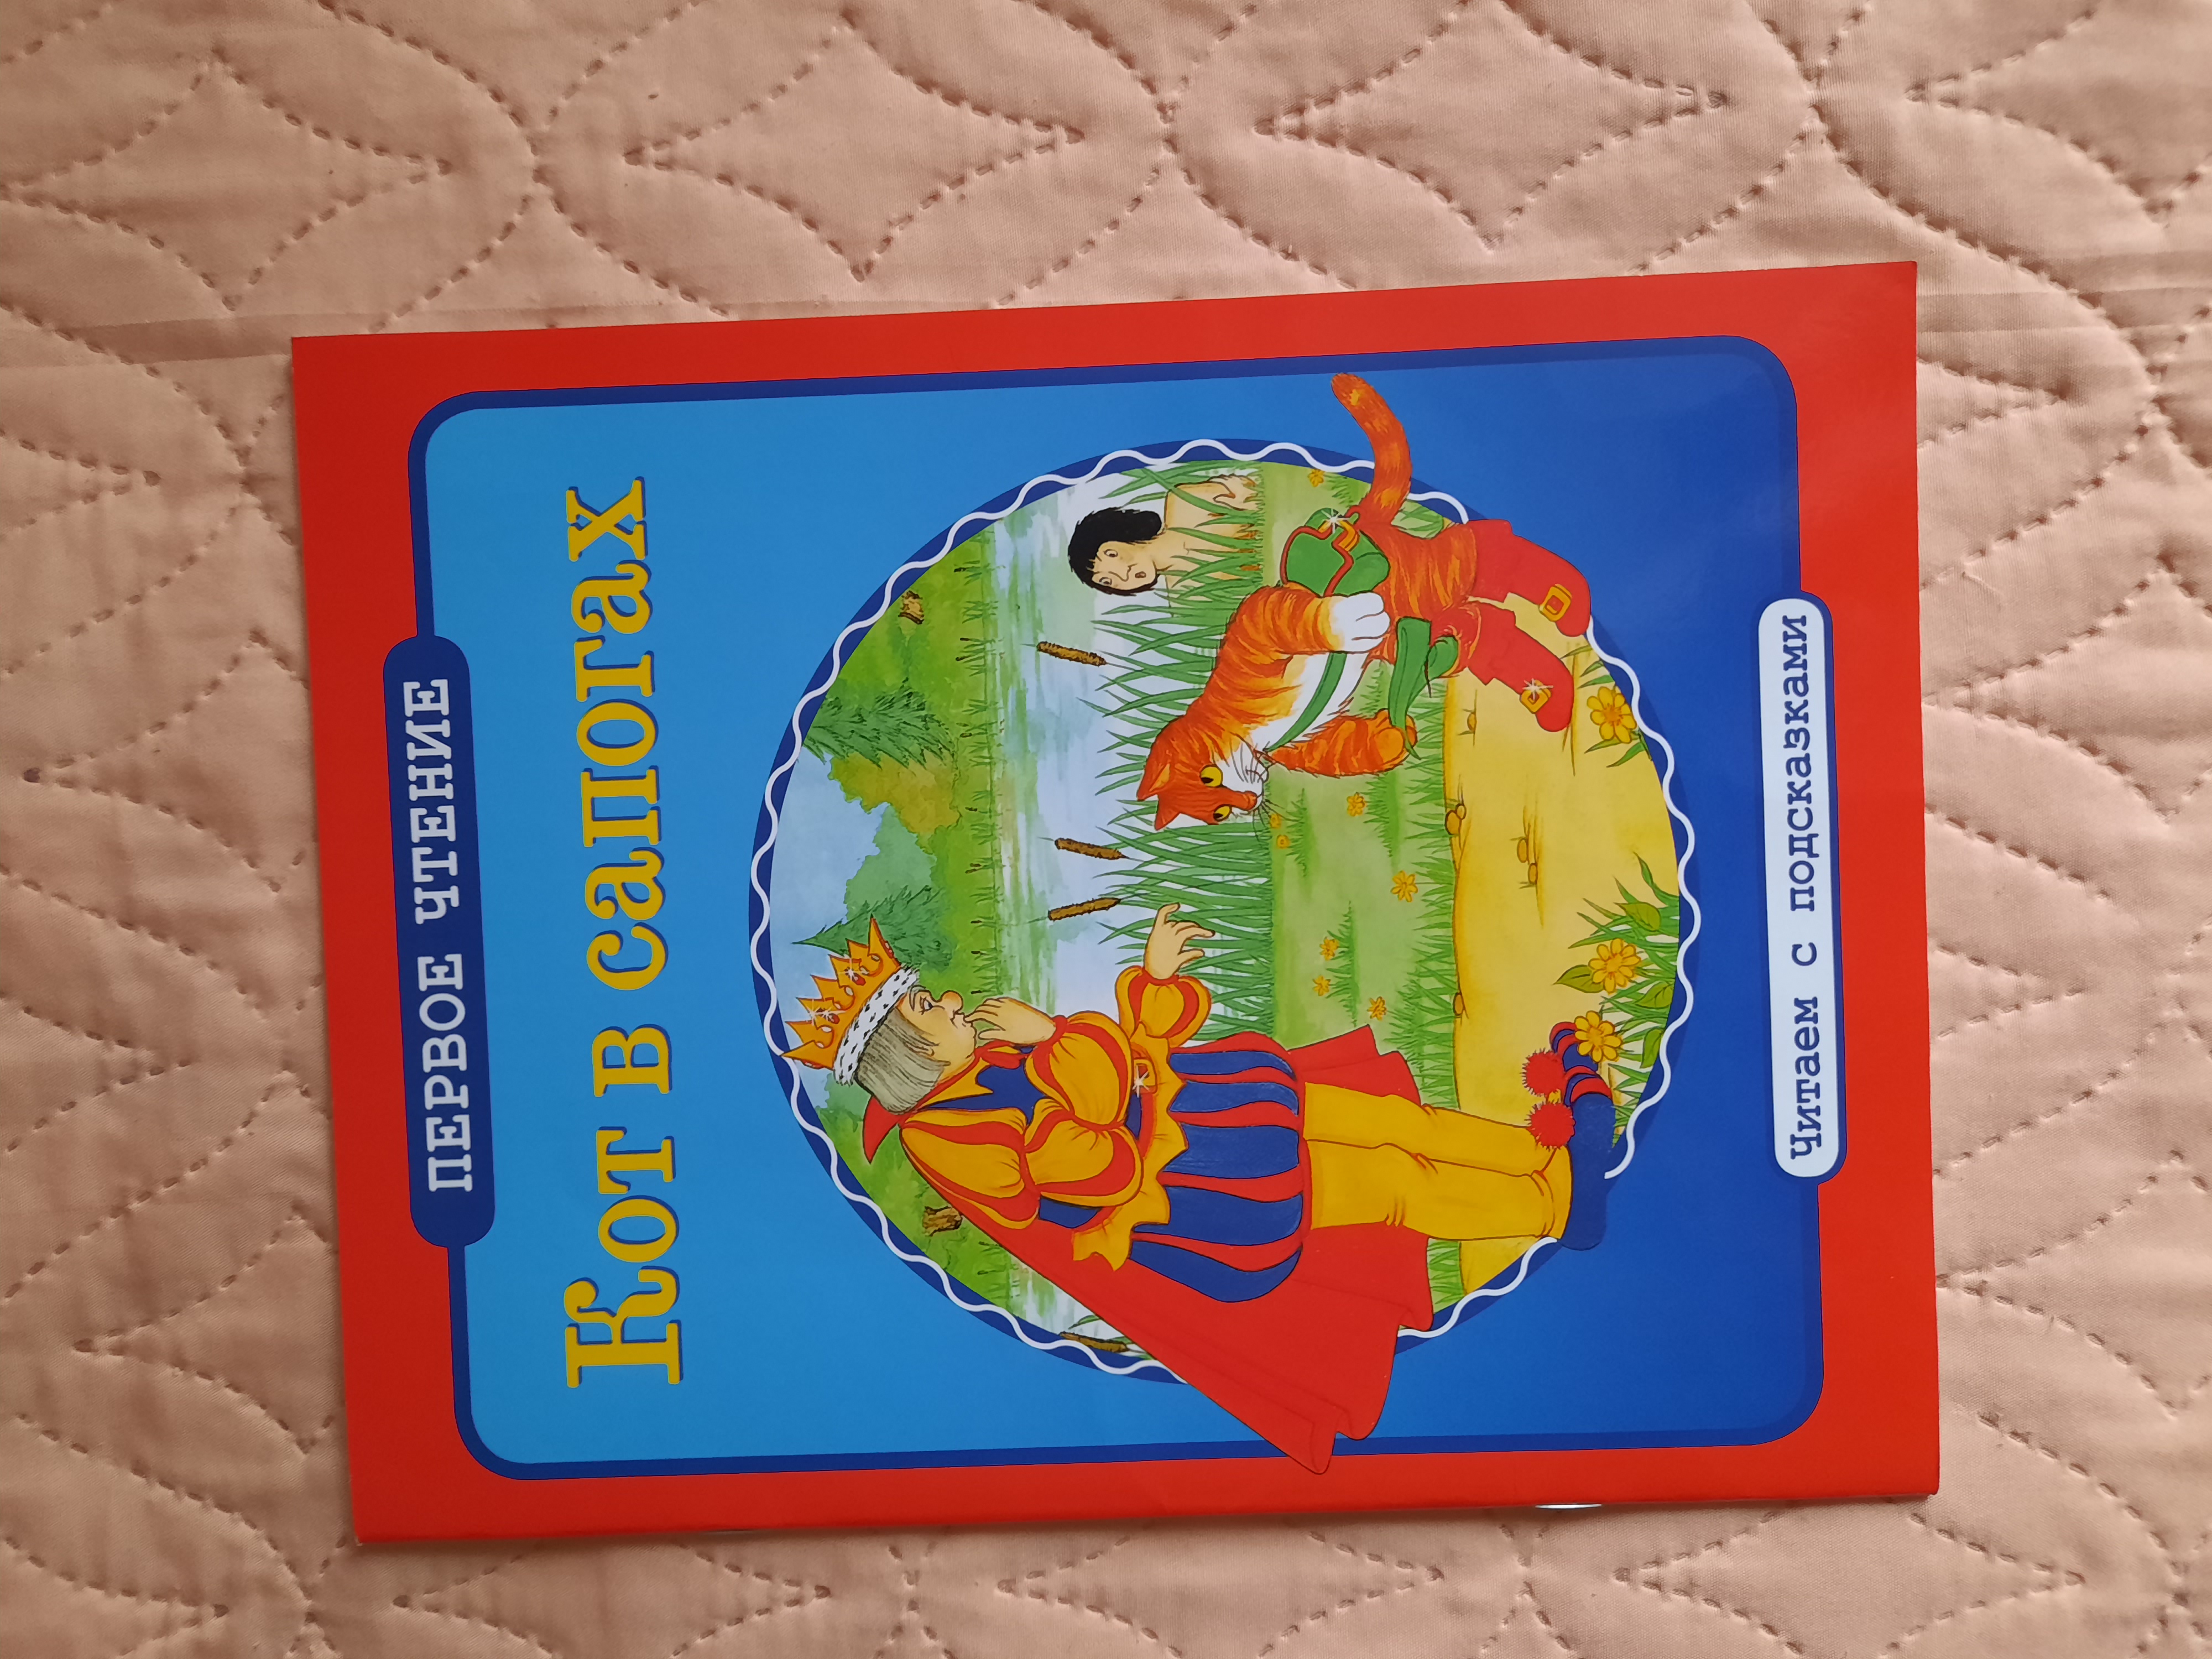 ПЕРВОЕ ЧТЕНИЕ
Кот в сапогах
Читаем с подсказками